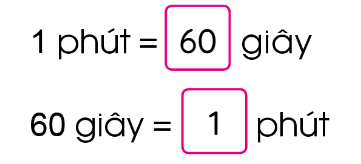 1 phút = 60 giây
60 giây = 1 phút